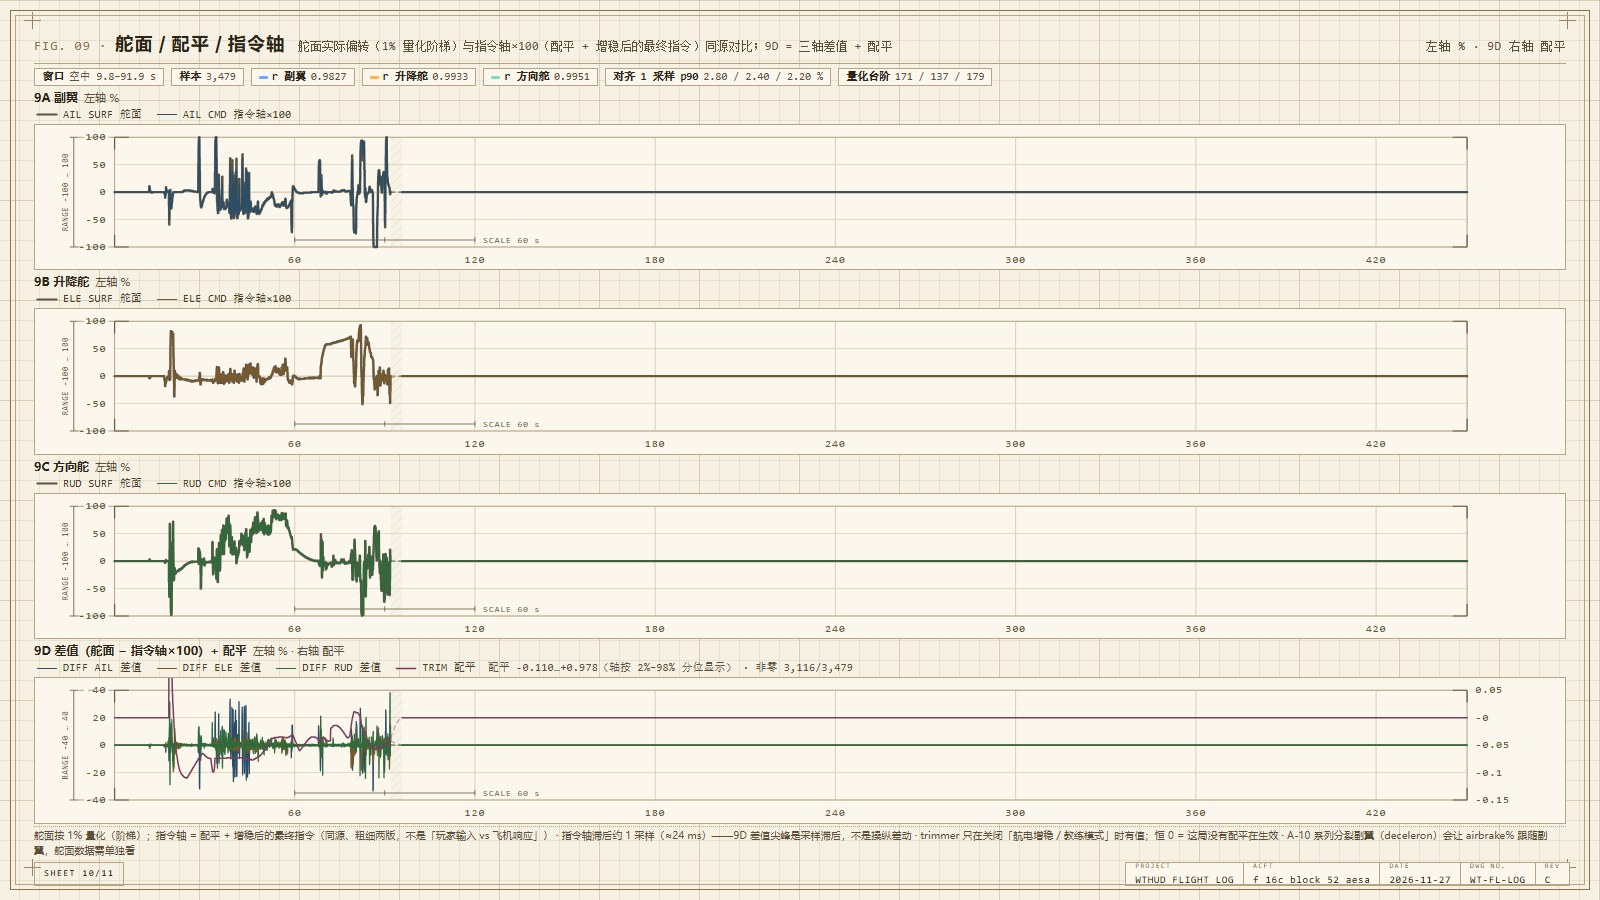 FIG. 09 · 舵面 / 配平 / 指令轴 舵面实际偏转（1% 量化阶梯）与指令轴×100（配平 + 增稳后的最终指令）同源对比；9D = 三轴差值 + 配平
左轴 % · 9D 右轴 配平
窗口 空中 9.8–91.9 s
样本 3,479
r 副翼 0.9827
r 升降舵 0.9933
r 方向舵 0.9951
对齐 1 采样 p90 2.80 / 2.40 / 2.20 %
量化台阶 171 / 137 / 179
9A 副翼 左轴 %
AIL SURF 舵面 AIL CMD 指令轴×100
RANGE -100 … 100
100
50
0
-50
-100
SCALE 60 s
60 120 180 240 300 360 420
9B 升降舵 左轴 %
ELE SURF 舵面 ELE CMD 指令轴×100
RANGE -100 … 100
100
50
0
-50
-100
SCALE 60 s
60 120 180 240 300 360 420
9C 方向舵 左轴 %
RUD SURF 舵面 RUD CMD 指令轴×100
RANGE -100 … 100
100
50
0
-50
-100
SCALE 60 s
60 120 180 240 300 360 420
9D 差值（舵面 − 指令轴×100）+ 配平 左轴 % · 右轴 配平
DIFF AIL 差值 DIFF ELE 差值 DIFF RUD 差值 TRIM 配平 配平 -0.110…+0.978（轴按 2%–98% 分位显示） · 非零 3,116/3,479
RANGE -40 … 40
40
20
0
-20
-40
0.05
-0
-0.05
-0.1
-0.15
SCALE 60 s
60 120 180 240 300 360 420
舵面按 1% 量化（阶梯）；指令轴 = 配平 + 增稳后的最终指令（同源、粗细两版，不是「玩家输入 vs 飞机响应」）· 指令轴滞后约 1 采样（≈24 ms）——9D 差值尖峰是采样滞后，不是操纵差动 · trimmer 只在关闭「航电增稳 / 教练模式」时有值；恒 0 = 这局没有配平在生效 · A-10 系列分裂副翼（deceleron）会让 airbrake% 跟随副
翼，舵面数据需单独看
SHEET 10/11
PROJECT
WTHUD FLIGHT LOG
ACFT
f 16c block 52 aesa
DATE
2026-11-27
DWG NO.
WT-FL-LOG
REV
C